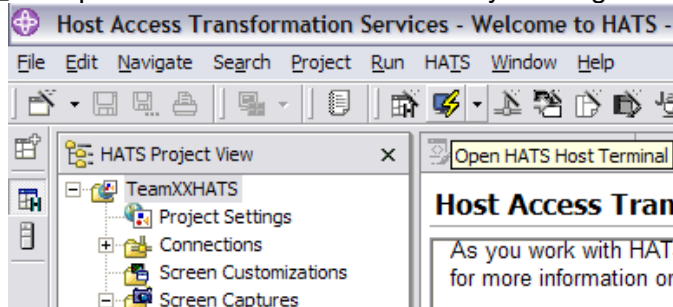 Host Access Transformation Services - Welcome to HATS -
File Edit Navigate Search Project Run HATS Window Help
HATS Project View
Open HATS Host Terminal
TeamXXHATS
Project Settings
Host Access Tran
Connections
As you work with HAT
Screen Customizations
for more information or
Screen Captures